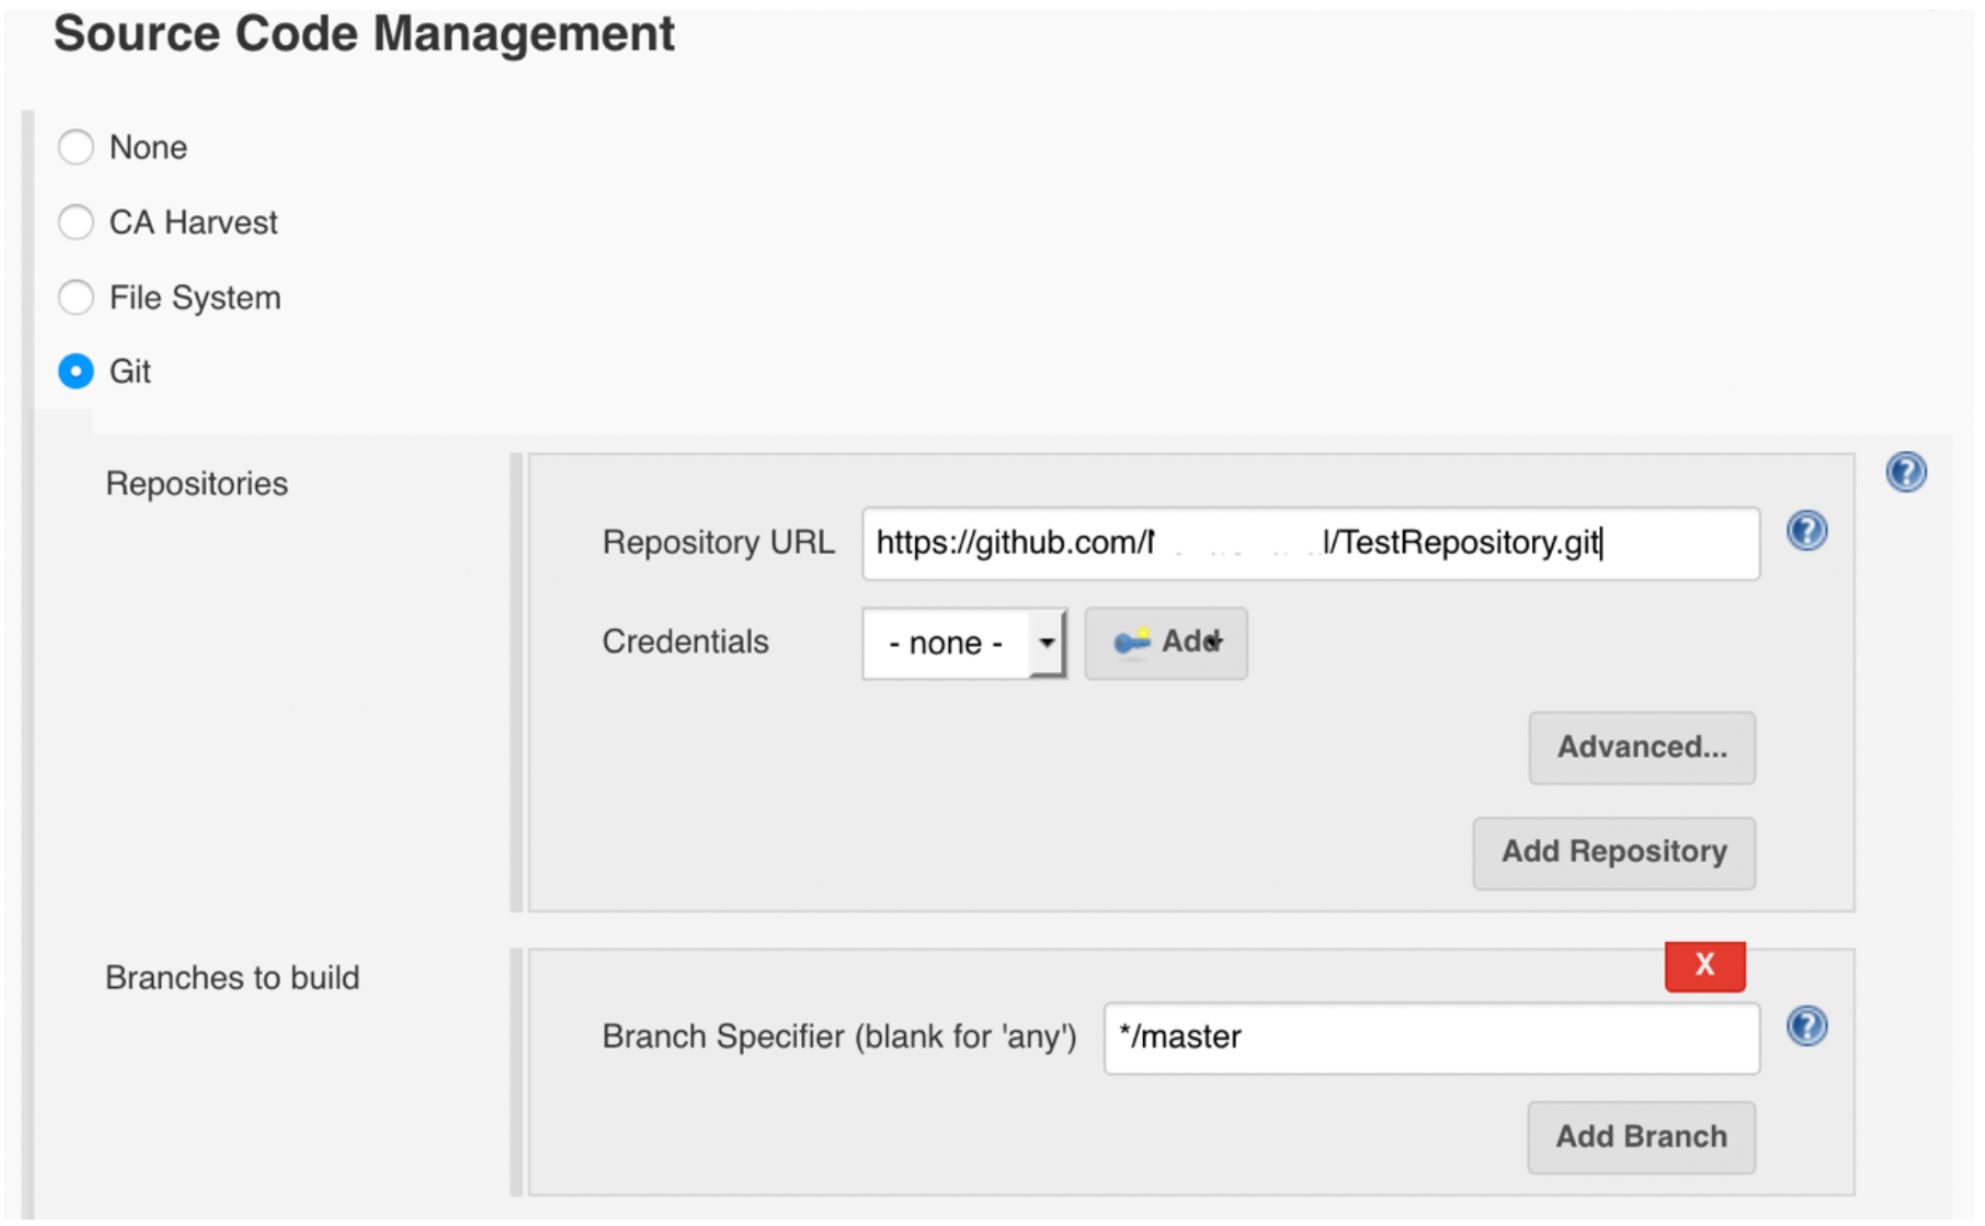 Source Code Management
None
CA Harvest
File System
Git
Repositories
Repository URL https://github.com/ /TestRepository.git
Credentials - none - Add
Advanced...
Add Repository
Branches to build
X
Branch Specifier (blank for 'any') */master
Add Branch